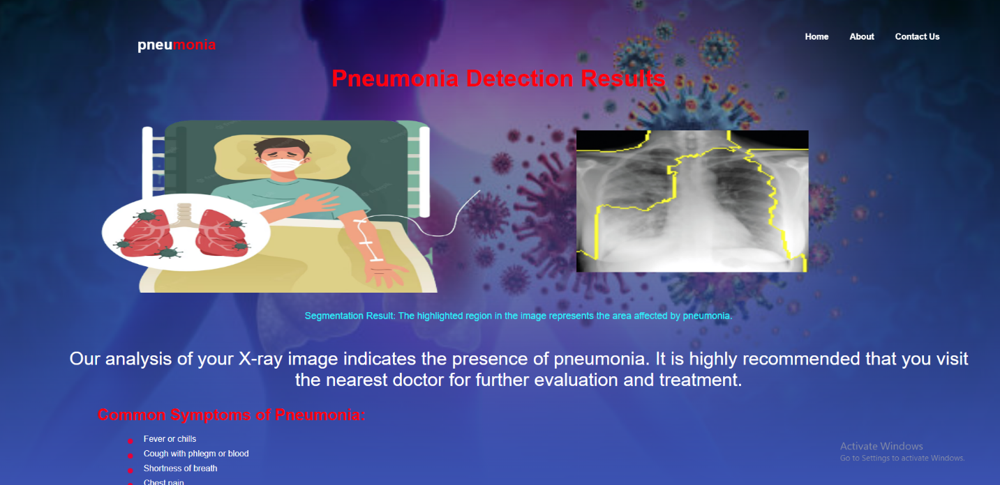 pneumonia
Home About Contact Us
Pneumonia Detection Results
Segmentation Result: The highlighted region in the image represents the area affected by pneumonia.
Our analysis of your X-ray image indicates the presence of pneumonia. It is highly recommended that you visit
the nearest doctor for further evaluation and treatment.
Common Symptoms of Pneumonia:
Fever or chills
Cough with phlegm or blood
Shortness of breath
Chest pain
Activate Windows
Go to Settings to activate Windows.